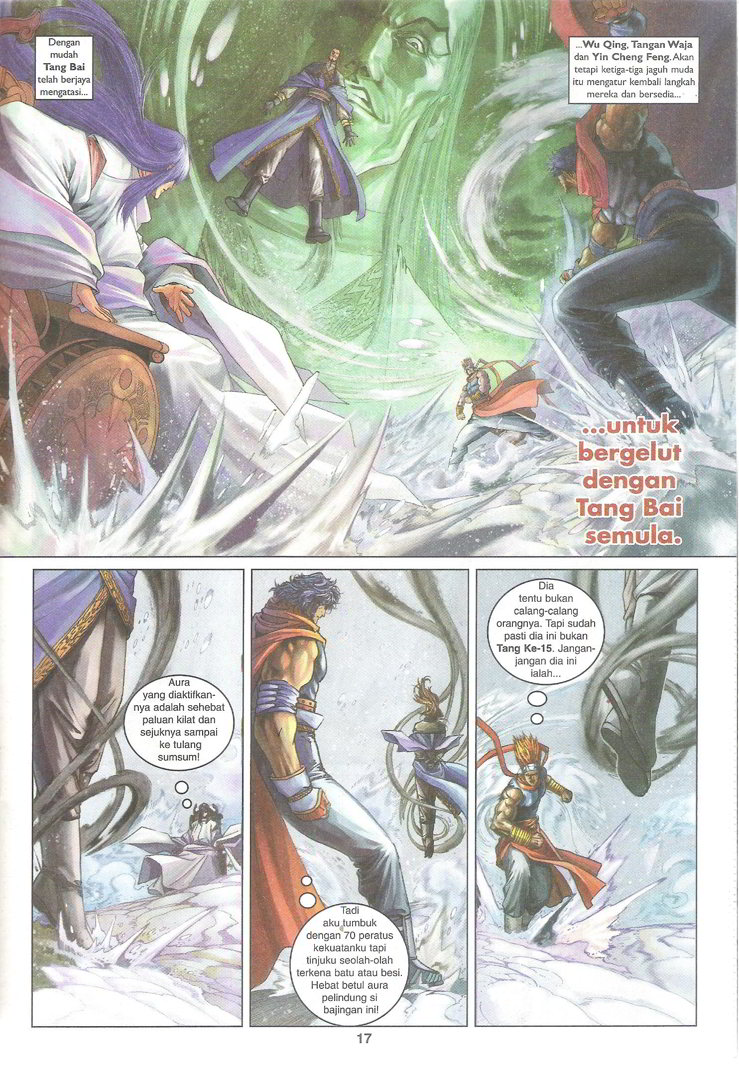 Dengan
mudah
Tang Bai
telah berjaya
mengatasi...
...Wu Qing, Tangan Waja
dan Yin Cheng Feng. Akan
tetapi ketiga-tiga jaguh muda
itu mengatur kembali langkah
mereka dan bersedia...
...untuk
bergelut
dengan
Tang Bai
semula.
Aura
yang diaktifkan-
nya adalah sehebat
paluan kilat dan
sejuknya sampai
ke tulang
sumsum!
Tadi
aku tumbuk
dengan 70 peratus
kekuatanku tapi
tinjuku seolah-olah
terkena batu atau besi.
Hebat betul aura
pelindung si
bajingan ini!
Dia
tentu bukan
calang-calang
orangnya. Tapi sudah
pasti dia ini bukan
Tang Ke-15. Jangan-
jangan dia ini
ialah...
17